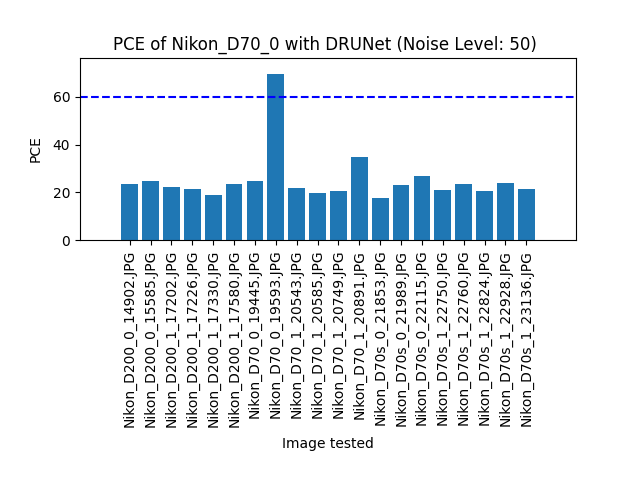 PCE of Nikon_D70_0 with DRUNet (Noise Level: 50)
PCE
60
40
20
0
Nikon_D200_0_14902.JPG
Nikon_D200_0_15585.JPG
Nikon_D200_1_17202.JPG
Nikon_D200_1_17226.JPG
Nikon_D200_1_17330.JPG
Nikon_D200_1_17580.JPG
Nikon_D70_0_19445.JPG
Nikon_D70_0_19593.JPG
Nikon_D70_1_20543.JPG
Nikon_D70_1_20585.JPG
Nikon_D70_1_20749.JPG
Nikon_D70_1_20891.JPG
Nikon_D70s_0_21853.JPG
Nikon_D70s_0_21989.JPG
Nikon_D70s_0_22115.JPG
Nikon_D70s_1_22750.JPG
Nikon_D70s_1_22760.JPG
Nikon_D70s_1_22824.JPG
Nikon_D70s_1_22928.JPG
Nikon_D70s_1_23136.JPG
Image tested